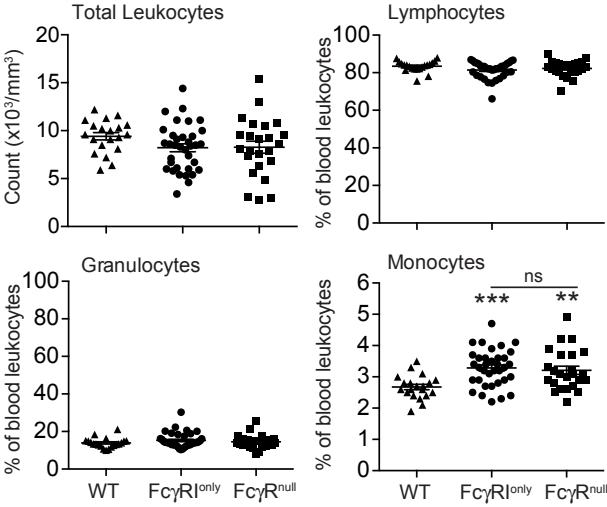 Total Leukocytes
Count (x10³/mm³)
20
15
10
5
0
Lymphocytes
% of blood leukocytes
100
80
60
40
20
0
Granulocytes
% of blood leukocytes
100
80
60
40
20
0
WT FcγRIonly FcγRnull
Monocytes
ns
*** **
% of blood leukocytes
6
5
4
3
2
1
0
WT FcγRIonly FcγRnull